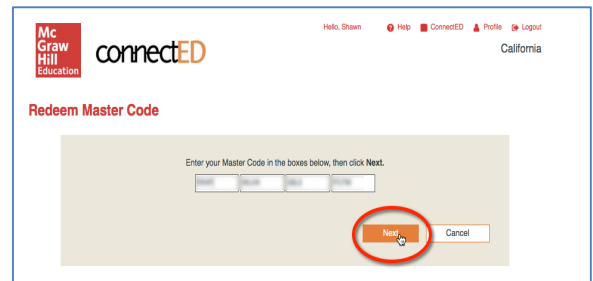 Mc
Graw
Hill
Education
connectED
Hello, Shawn Help ConnectED Profile Logout
California
Redeem Master Code
Enter your Master Code in the boxes below, then click Next.
Next
Cancel